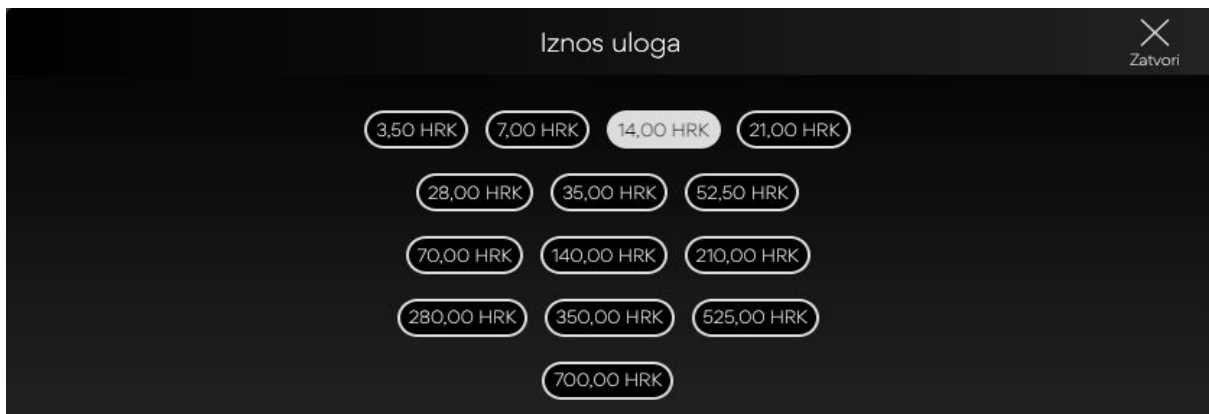 Iznos uloga
Zatvori
3,50 HRK 7,00 HRK 14,00 HRK 21,00 HRK
28,00 HRK 35,00 HRK 52,50 HRK
70,00 HRK 140,00 HRK 210,00 HRK
280,00 HRK 350,00 HRK 525,00 HRK
700,00 HRK